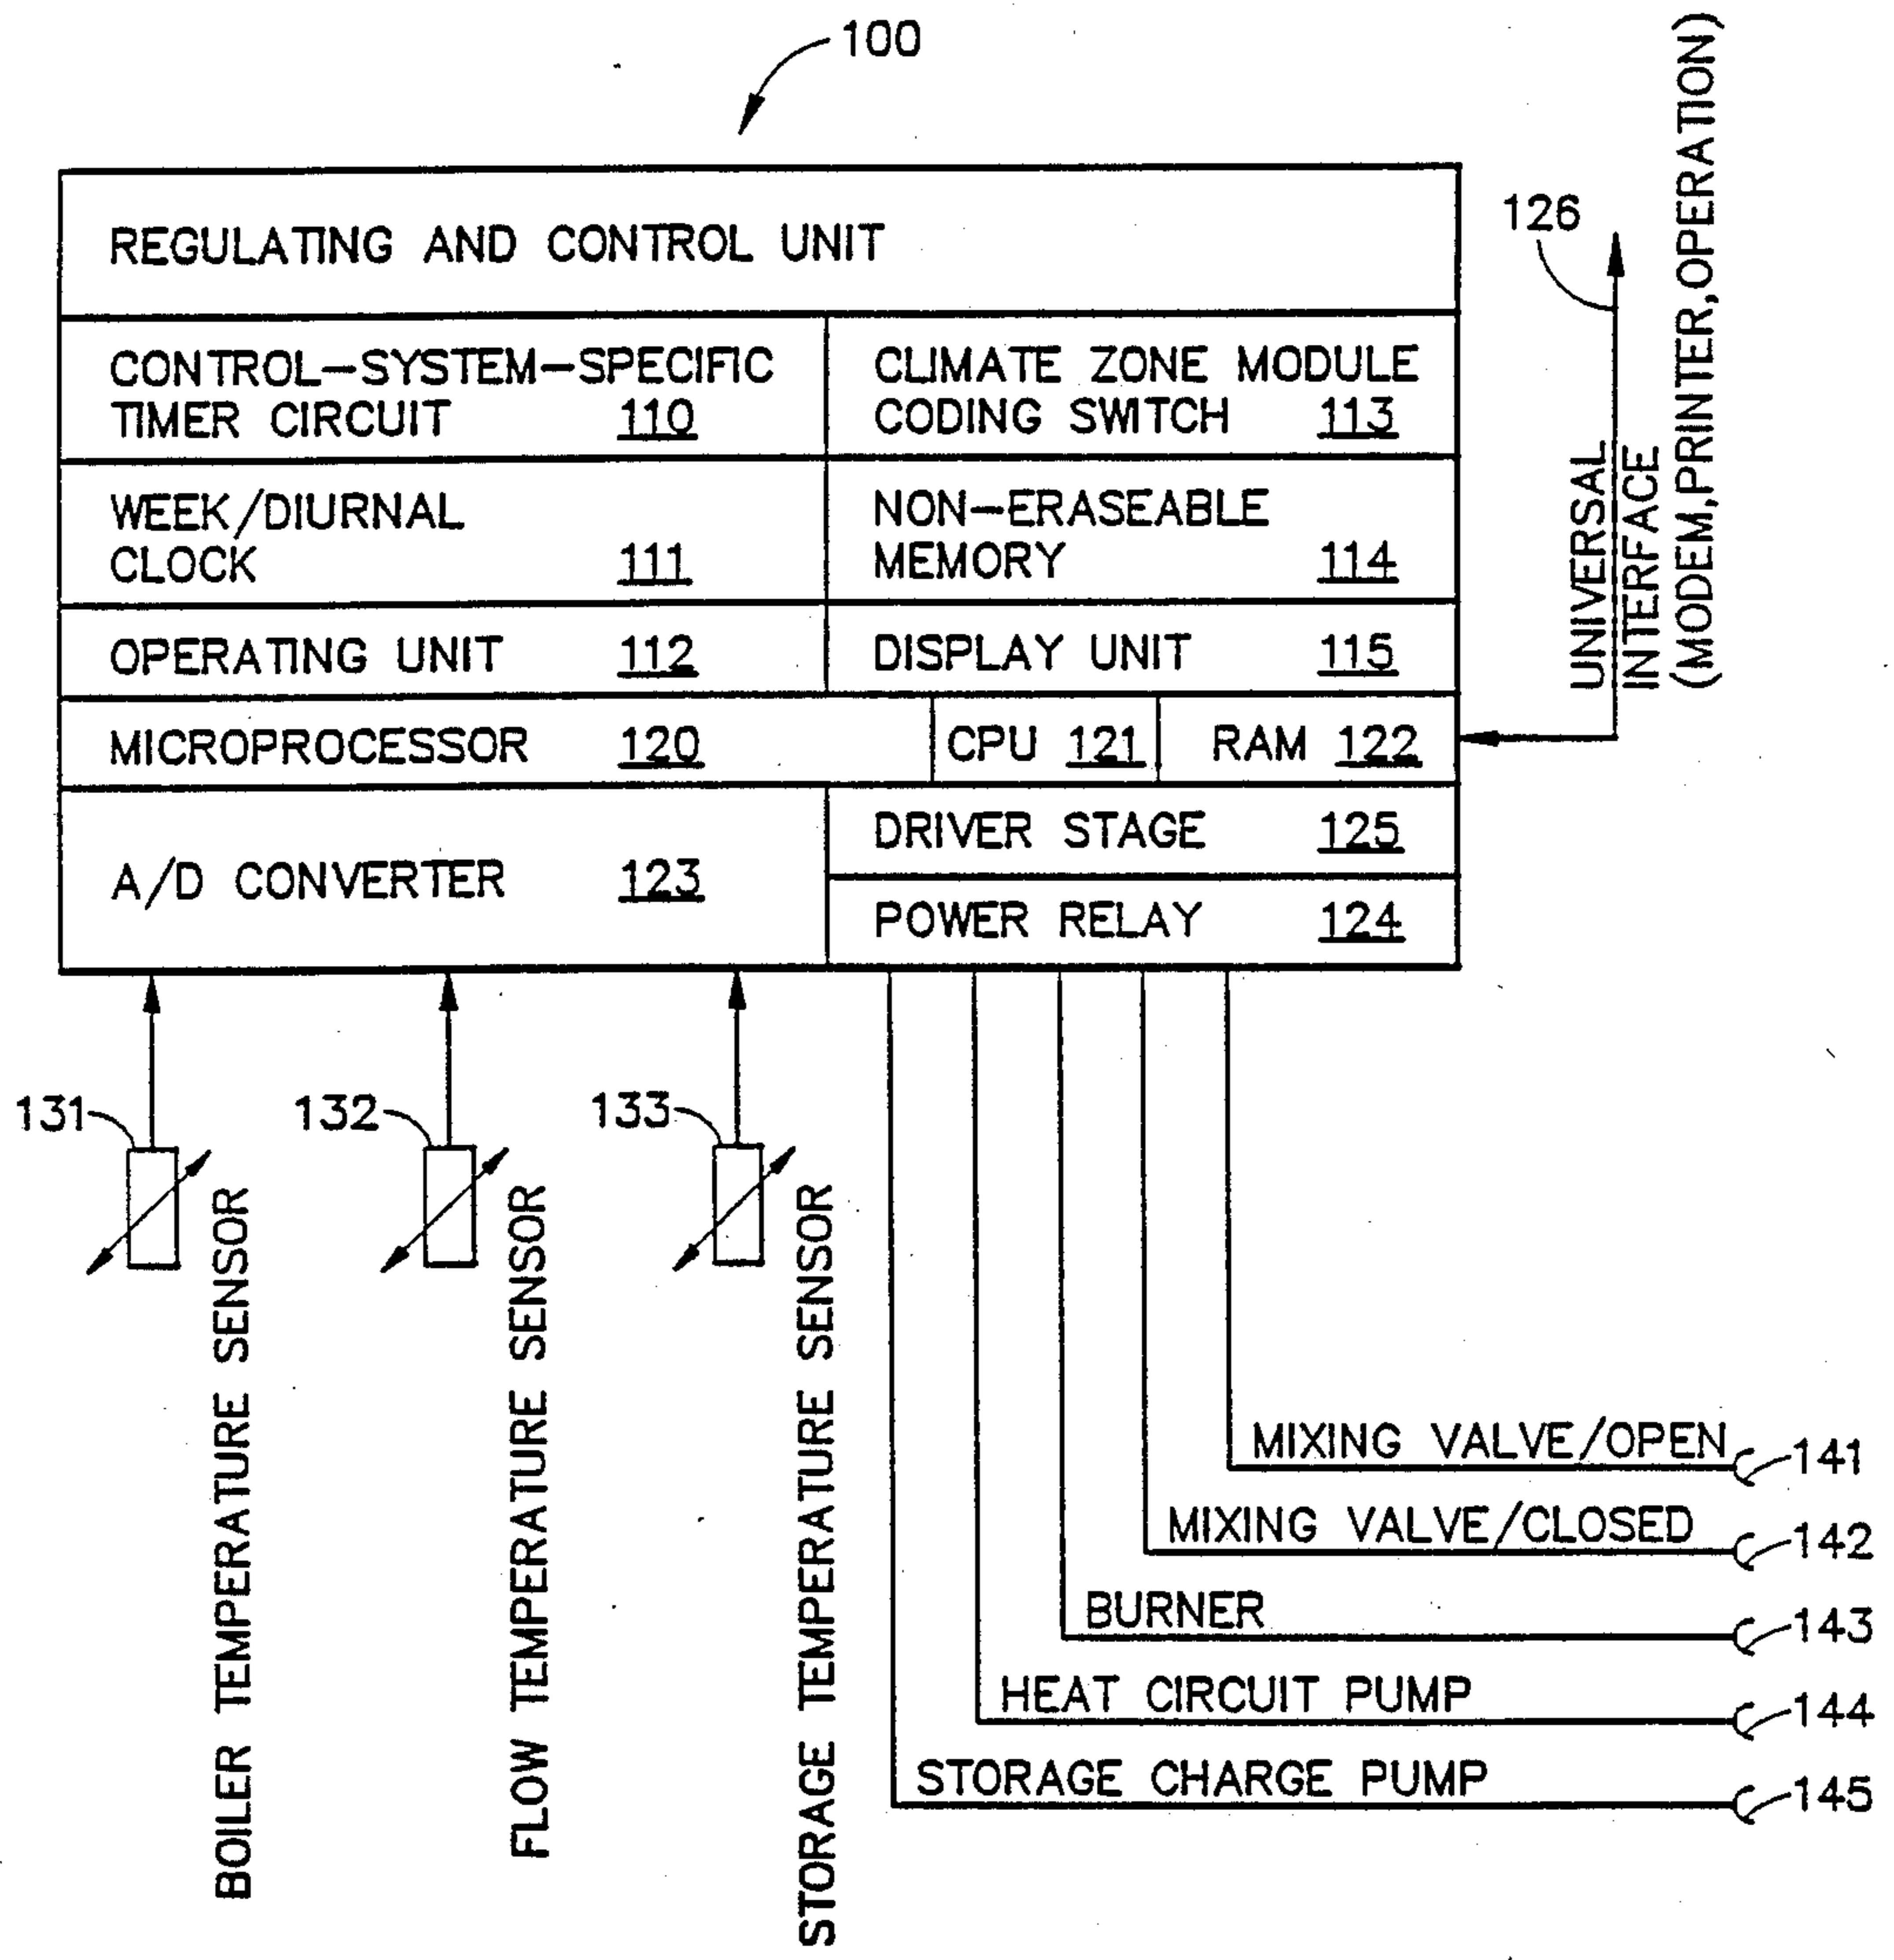 100
REGULATING AND CONTROL UNIT
CONTROL-SYSTEM-SPECIFIC
TIMER CIRCUIT 110
CLIMATE ZONE MODULE
CODING SWITCH 113
WEEK/DIURNAL
CLOCK 111
NON-ERASEABLE
MEMORY 114
OPERATING UNIT 112
DISPLAY UNIT 115
MICROPROCESSOR 120
CPU 121
RAM 122
A/D CONVERTER 123
DRIVER STAGE 125
POWER RELAY 124
126
UNIVERSAL
INTERFACE
(MODEM,PRINTER,OPERATION)
131
BOILER TEMPERATURE SENSOR
132
FLOW TEMPERATURE SENSOR
133
STORAGE TEMPERATURE SENSOR
MIXING VALVE/OPEN 141
MIXING VALVE/CLOSED 142
BURNER 143
HEAT CIRCUIT PUMP 144
STORAGE CHARGE PUMP 145